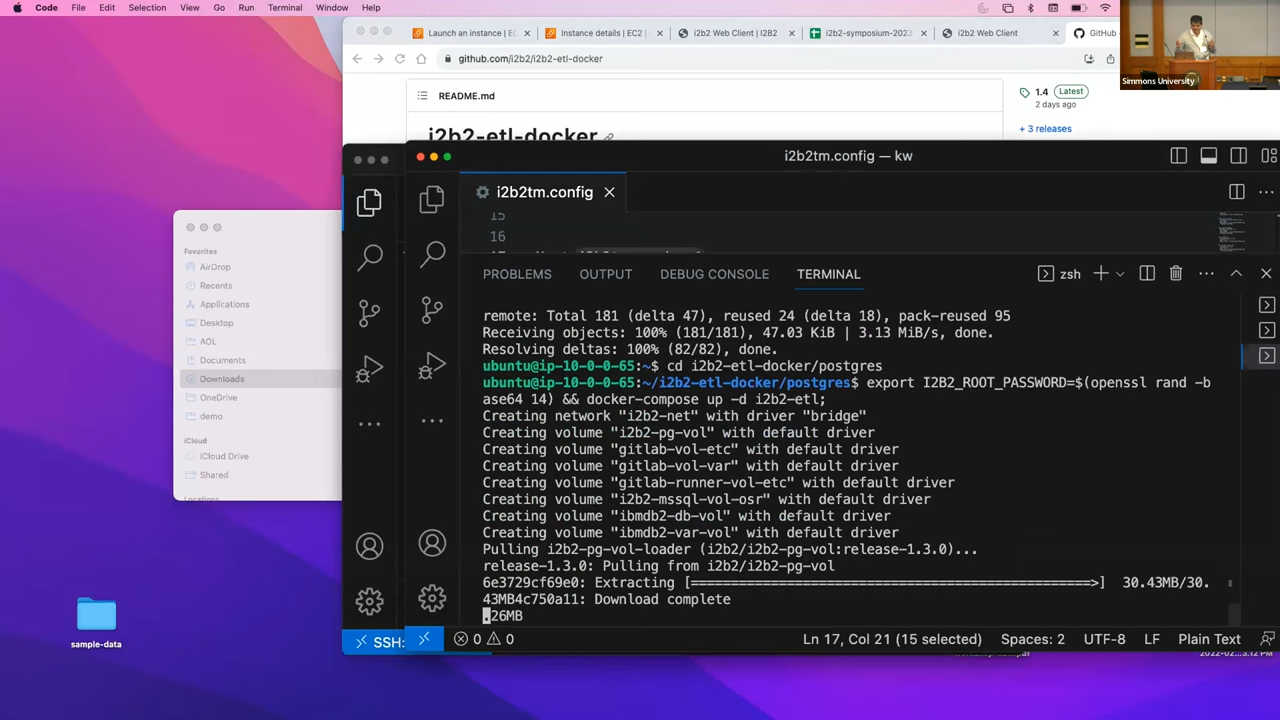 Code File Edit Selection View Go Run Terminal Window Help
Launch an instance | EC
Instance details | EC2 |
i2b2 Web Client | I2B2
i2b2-symposium-2023
i2b2 Web Client
GitHub -
github.com/i2b2/i2b2-etl-docker
Simmons University
README.md
1.4 Latest
2 days ago
+ 3 releases
i2b2-etl-docker
i2b2tm.config — kw
i2b2tm.config
15
16
PROBLEMS OUTPUT DEBUG CONSOLE TERMINAL
zsh
Favorites
AirDrop
Recents
Applications
Desktop
AOL
Documents
Downloads
OneDrive
demo
iCloud
iCloud Drive
Shared
Locations
remote: Total 181 (delta 47), reused 24 (delta 18), pack-reused 95
Receiving objects: 100% (181/181), 47.03 KiB | 3.13 MiB/s, done.
Resolving deltas: 100% (82/82), done.
ubuntu@ip-10-0-0-65:~$ cd i2b2-etl-docker/postgres
ubuntu@ip-10-0-0-65:~/i2b2-etl-docker/postgres$ export I2B2_ROOT_PASSWORD=$(openssl rand -b
ase64 14) && docker-compose up -d i2b2-etl;
Creating network "i2b2-net" with driver "bridge"
Creating volume "i2b2-pg-vol" with default driver
Creating volume "gitlab-vol-etc" with default driver
Creating volume "gitlab-vol-var" with default driver
Creating volume "gitlab-runner-vol-etc" with default driver
Creating volume "i2b2-mssql-vol-osr" with default driver
Creating volume "ibmdb2-db-vol" with default driver
Creating volume "ibmdb2-var-vol" with default driver
Pulling i2b2-pg-vol-loader (i2b2/i2b2-pg-vol:release-1.3.0)...
release-1.3.0: Pulling from i2b2/i2b2-pg-vol
6e3729cf69e0: Extracting [==================================================>] 30.43MB/30.
43MB4c750a11: Download complete
.26MB
sample-data
SSH:
0 0
Ln 17, Col 21 (15 selected) Spaces: 2 UTF-8 LF Plain Text